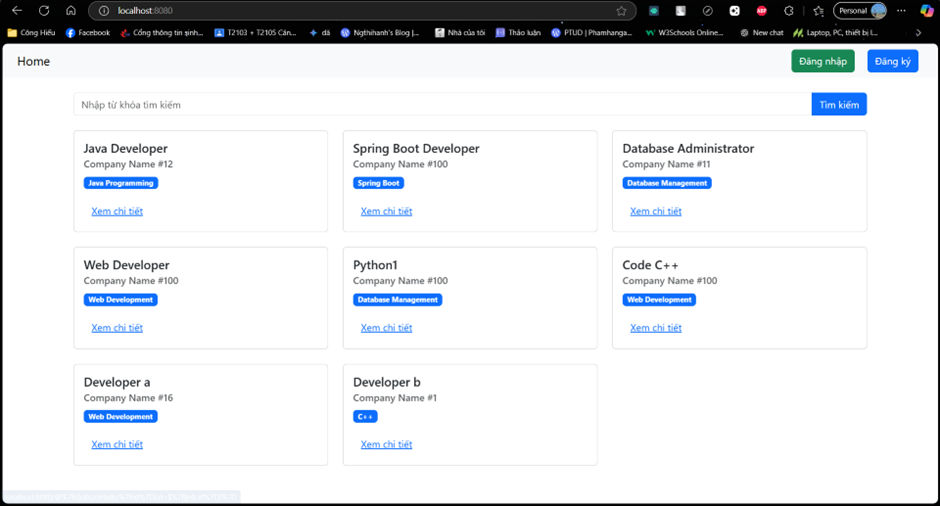 localhost:8080
Personal
Công Hiếu
Facebook
Cổng thông tin sinh...
T2103 + T2105 Căn...
dá
Ngthihanh's Blog |...
Nhà của tôi
Thảo luận
PTUD | Phamhanga...
W3Schools Online...
New chat
Laptop, PC, thiết bị l...
Home
Đăng nhập
Đăng ký
Nhập từ khóa tìm kiếm
Tìm kiếm
Java Developer
Company Name #12
Java Programming
Xem chi tiết
Spring Boot Developer
Company Name #100
Spring Boot
Xem chi tiết
Database Administrator
Company Name #11
Database Management
Xem chi tiết
Web Developer
Company Name #100
Web Development
Xem chi tiết
Python1
Company Name #100
Database Management
Xem chi tiết
Code C++
Company Name #100
Web Development
Xem chi tiết
Developer a
Company Name #16
Web Development
Xem chi tiết
Developer b
Company Name #1
C++
Xem chi tiết